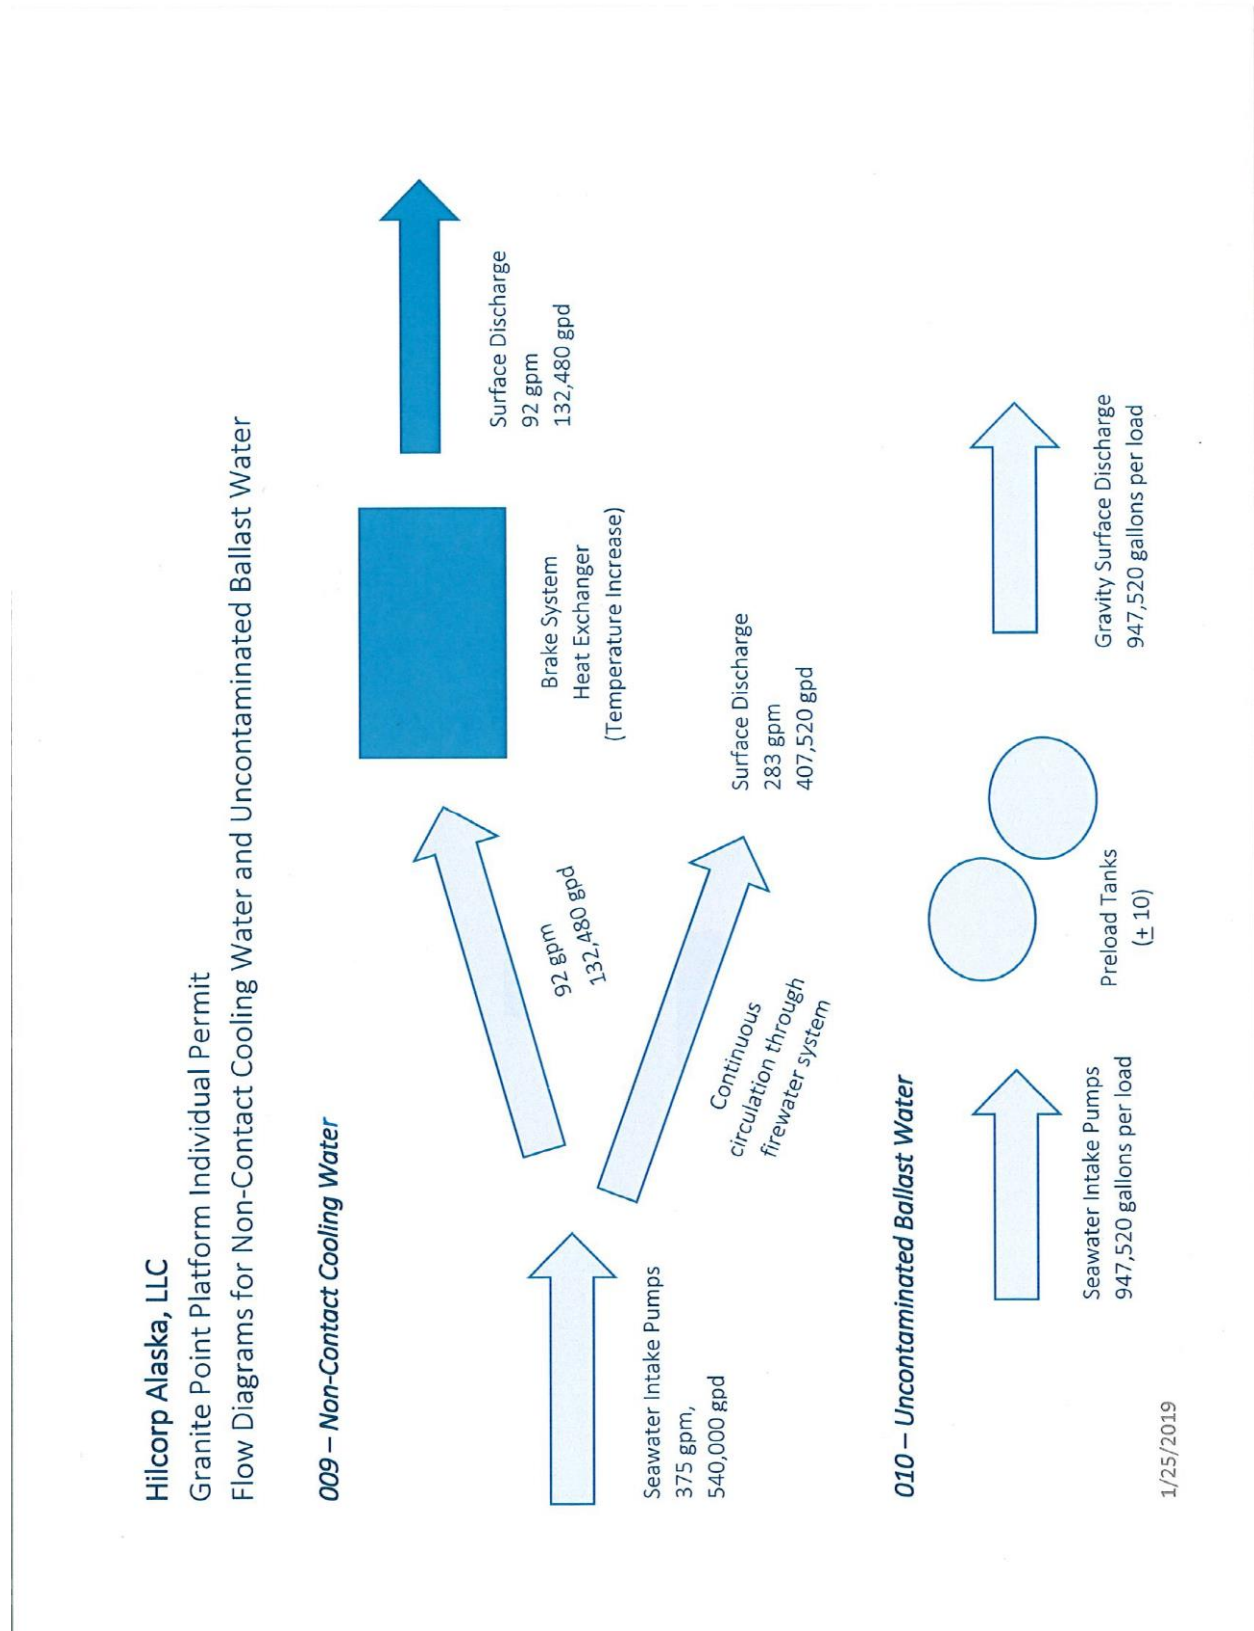 Hilcorp Alaska, LLC
Granite Point Platform Individual Permit
Flow Diagrams for Non-Contact Cooling Water and Uncontaminated Ballast Water
009 – Non-Contact Cooling Water
Seawater Intake Pumps
375 gpm,
540,000 gpd
92 gpm
132,480 gpd
Brake System
Heat Exchanger
(Temperature Increase)
Surface Discharge
92 gpm
132,480 gpd
Continuous
circulation through
firewater system
Surface Discharge
283 gpm
407,520 gpd
010 – Uncontaminated Ballast Water
Seawater Intake Pumps
947,520 gallons per load
Preload Tanks
(± 10)
Gravity Surface Discharge
947,520 gallons per load
1/25/2019